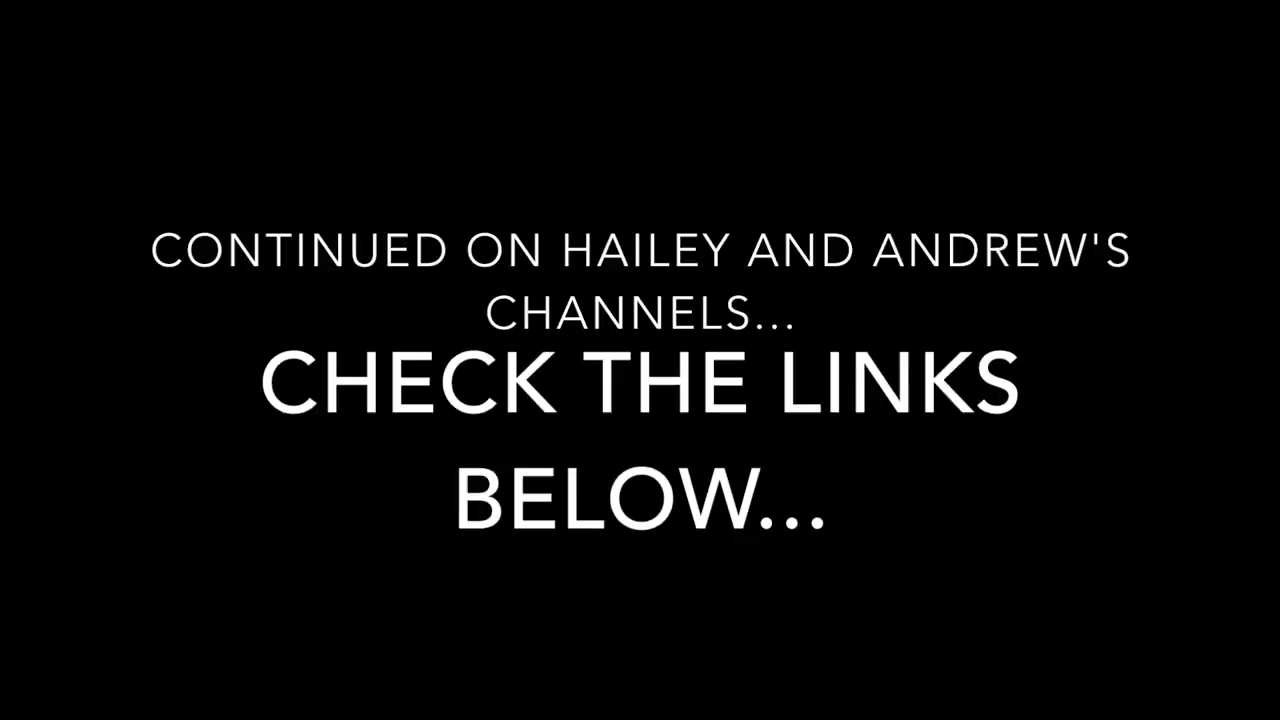 CONTINUED ON HAILEY AND ANDREW'S
CHANNELS...
CHECK THE LINKS
BELOW...